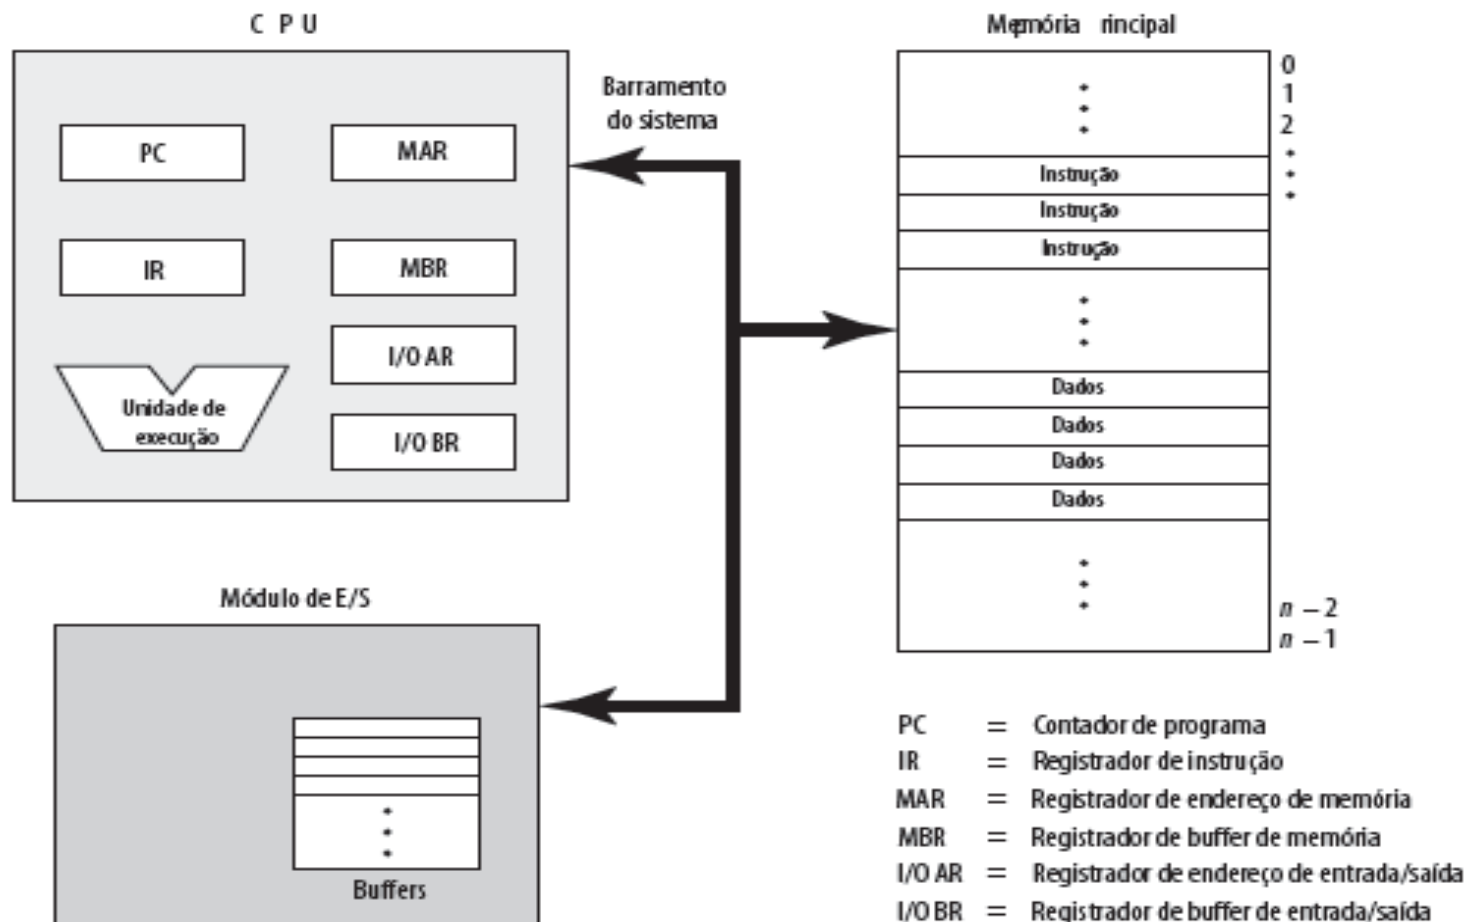 C P U
PC
MAR
IR
MBR
I/O AR
I/O BR
Unidade de
execução
Barramento
do sistema
Memória rincipal
0
1
2
Instrução
Instrução
Instrução
Dados
Dados
Dados
Dados
n – 2
n – 1
Módulo de E/S
Buffers
PC = Contador de programa
IR = Registrador de instrução
MAR = Registrador de endereço de memória
MBR = Registrador de buffer de memória
I/O AR = Registrador de endereço de entrada/saída
I/O BR = Registrador de buffer de entrada/saída